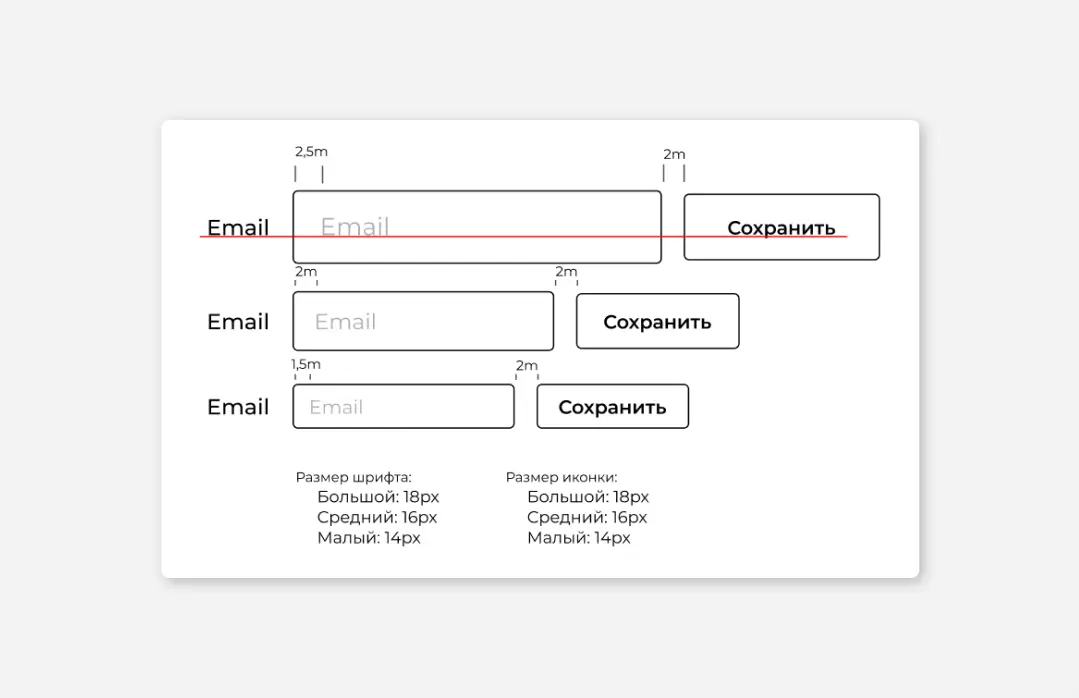 2,5m 2m
Email Email Сохранить
2m 2m
Email Email Сохранить
1,5m 2m
Email Email Сохранить
Размер шрифта: Размер иконки:
Большой: 18px Большой: 18px
Средний: 16px Средний: 16px
Малый: 14px Малый: 14px